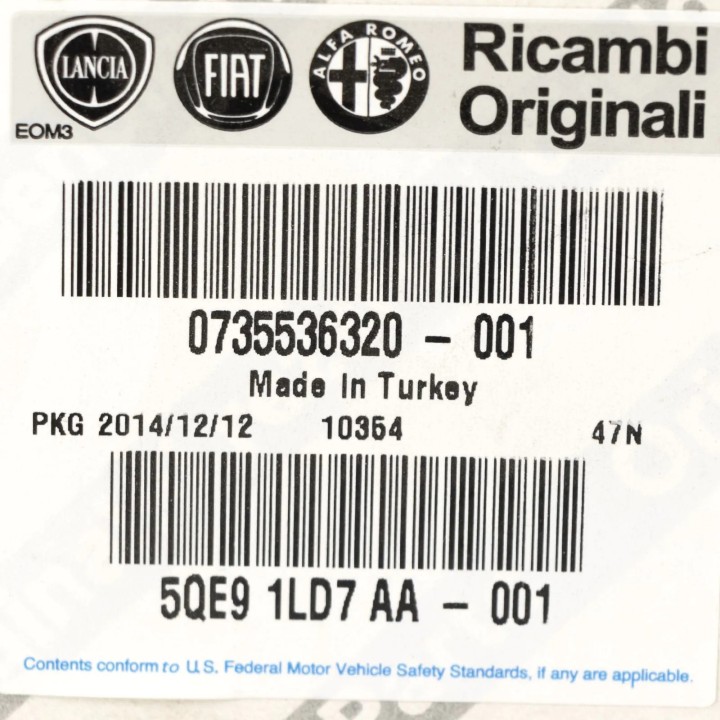 LANCIA FIAT ALFA ROMEO Ricambi
Originali
EOM3
0735536320 - 001
Made In Turkey
PKG 2014/12/12 10364 47N
5QE9 1LD7 AA - 001
Contents conform to U.S. Federal Motor Vehicle Safety Standards, if any are applicable.